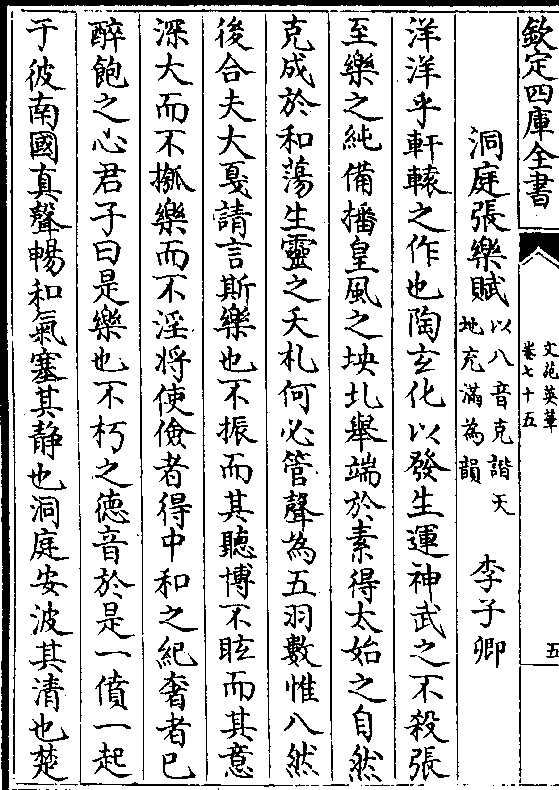 欽定四庫全書
文苑英華
卷七十五
五
洞庭張樂賦 以八音克諧天地充滿為韻 李子卿
洋洋乎軒轅之作也陶玄化以發生運神武之不殺張
至樂之純備播皇風之坱圠舉端於素得太始之自然
克成於和蕩生靈之夭札何必管聲為五羽數惟八然
後合夫大戛請言斯樂也不振而其聽博不眩而其意
深大而不摦樂而不淫將使儉者得中和之紀奢者已
醉飽之心君子曰是樂也不朽之德音於是一僨一起
于彼南國真聲暢和氣塞其靜也洞庭安波其清也楚